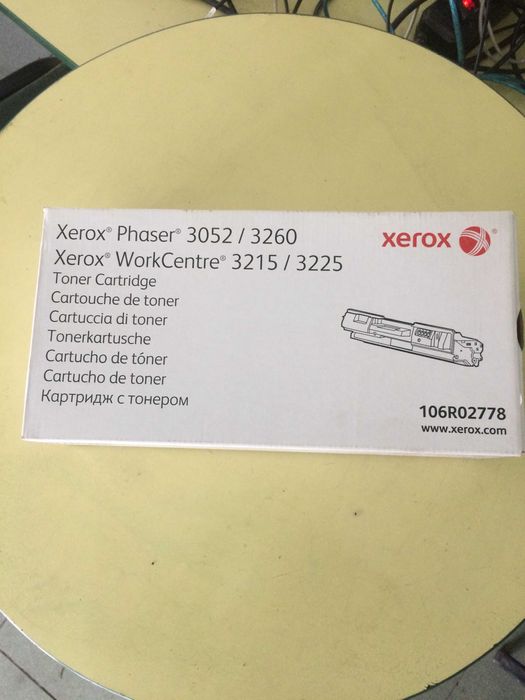 Xerox® Phaser® 3052 / 3260
Xerox® WorkCentre® 3215 / 3225
Toner Cartridge
Cartouche de toner
Cartuccia di toner
Tonerkartusche
Cartucho de tóner
Cartucho de toner
Картридж с тонером
xerox ®
106R02778
www.xerox.com